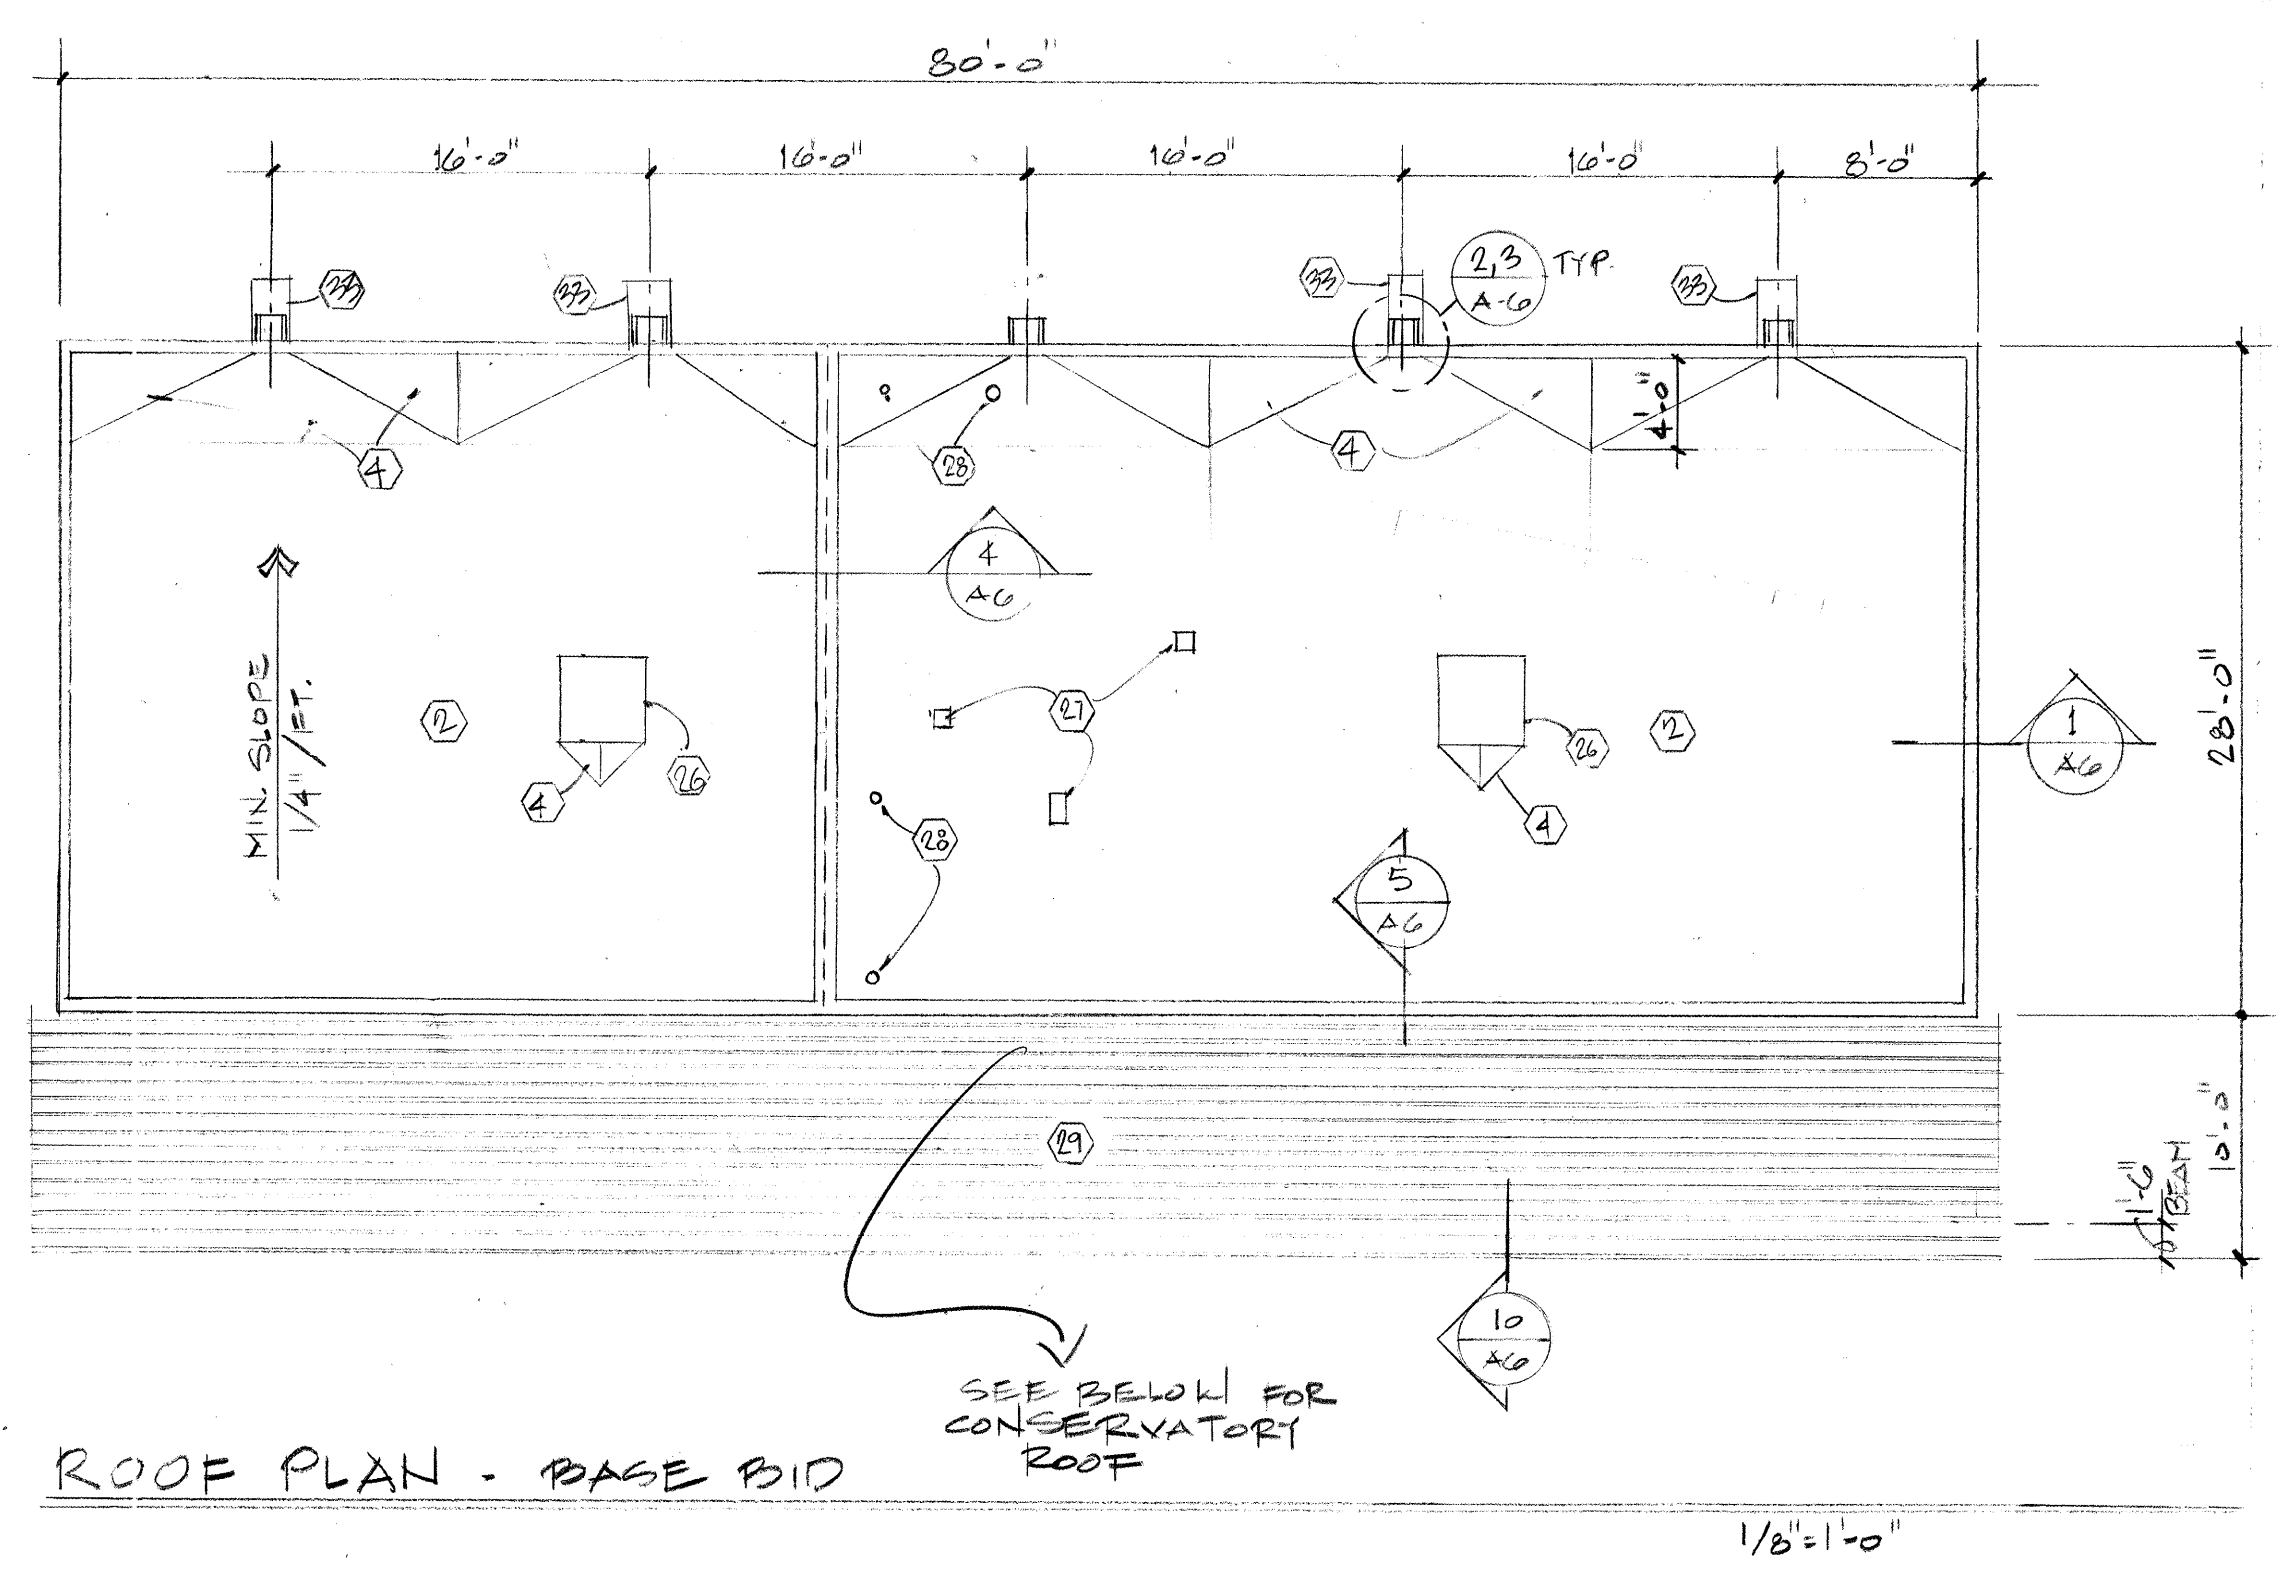 80'-0"
16'-0"
16'-0"
16'-0"
16'-0"
8'-0"
33
33
33
2,3
A-6
TYP.
33
4
28
4
4'-0"
4
A6
MIN. SLOPE
1/4"/FT.
2
26
4
27
28
26
2
4
1
A6
28'-0"
5
A6
29
10'-0"
1'-6"
BEAM
10
A6
SEE BELOW FOR
CONSERVATORY
ROOF
ROOF PLAN - BASE BID
1/8"=1'-0"